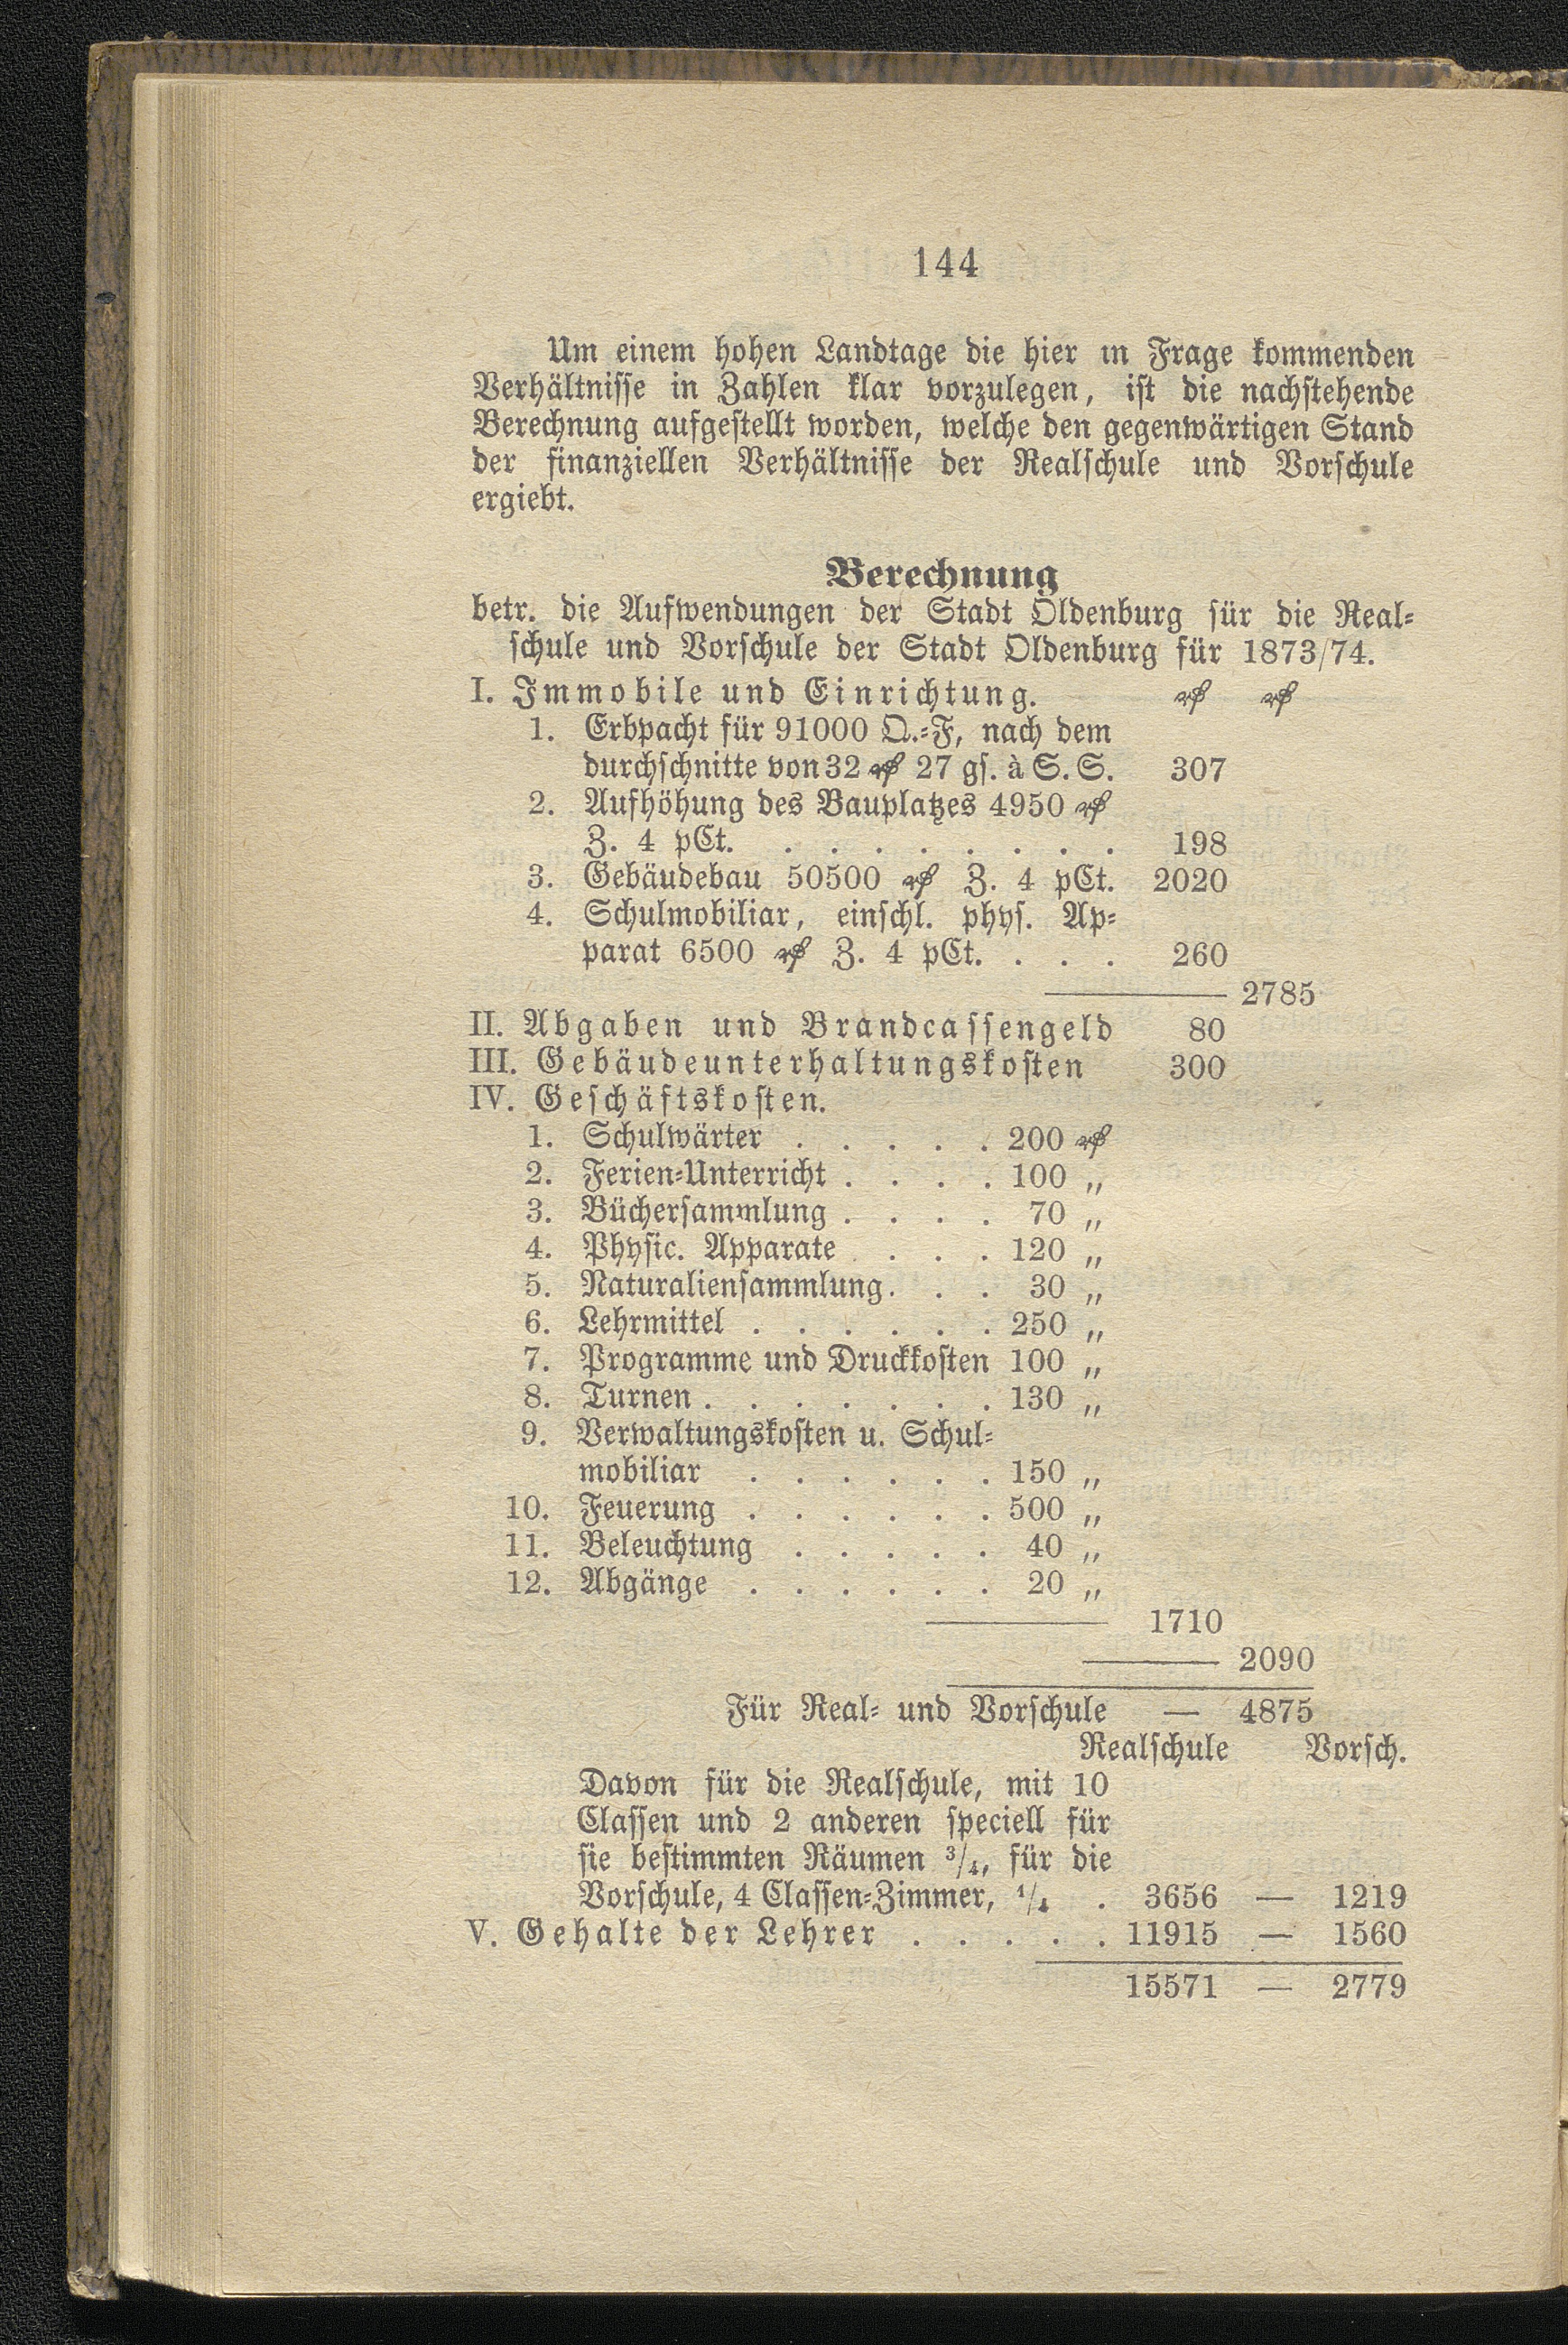 144
Um einem hohen Landtage die hier in Frage kommenden
Verhältnisse in Zahlen klar vorzulegen, ist die nachstehende
Berechnung aufgestellt worden, welche den gegenwärtigen Stand
der finanziellen Verhältnisse der Realschule und Vorschule
ergiebt.
Berechnung
betr. die Aufwendungen der Stadt Oldenburg für die Real-
schule und Vorschule der Stadt Oldenburg für 1873/74.
I. Immobile und Einrichtung. ₰ ₰
1. Erbpacht für 91000 Q.-F, nach dem
durchschnitte von 32 ₰ 27 gs. à S. S. 307
2. Aufhöhung des Bauplatzes 4950 ₰
Z. 4 pCt. . . . . . . . . 198
3. Gebäudebau 50500 ₰ Z. 4 pCt. 2020
4. Schulmobiliar, einschl. phys. Ap-
parat 6500 ₰ Z. 4 pCt. . . . 260
2785
II. Abgaben und Brandcassengeld 80
III. Gebäudeunterhaltungskosten 300
IV. Geschäftskosten.
1. Schulwärter . . . . . 200 ₰
2. Ferien-Unterricht . . . . 100 „
3. Büchersammlung . . . . 70 „
4. Physic. Apparate . . . 120 „
5. Naturaliensammlung. . . 30 „
6. Lehrmittel . . . . . . 250 „
7. Programme und Druckkosten 100 „
8. Turnen . . . . . . . 130 „
9. Verwaltungskosten u. Schul-
mobiliar . . . . . . 150 „
10. Feuerung . . . . . . 500 „
11. Beleuchtung . . . . . 40 „
12. Abgänge . . . . . . 20 „
1710
2090
Für Real- und Vorschule — 4875
Realschule Vorsch.
Davon für die Realschule, mit 10
Classen und 2 anderen speciell für
sie bestimmten Räumen 3/4, für die
Vorschule, 4 Classen-Zimmer, 1/4 . 3656 — 1219
V. Gehalte der Lehrer . . . . . 11915 — 1560
15571 — 2779